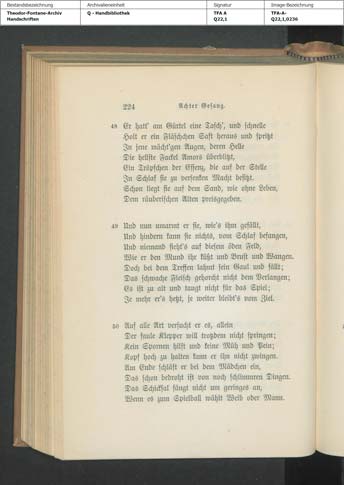 Bestandsbezeichnung
Archivalieneinheit
Signatur
Image-Bezeichnung
Theodor-Fontane-Archiv
Handschriften
Q - Handbibliothek
TFA A
Q22,1
TFA-A-
Q22,1,0236
224
Achter Gesang.
48 Er hatt' am Gürtel eine Tasch', und schnelle
Holt er ein Fläschchen Saft heraus und spritzt
In jene mächt'gen Augen, deren Helle
Die hellste Fackel Amors überblitzt,
Ein Tröpfchen der Essenz, die auf der Stelle
In Schlaf sie zu versenken Macht besitzt.
Schon liegt sie auf dem Sand, wie ohne Leben,
Dem räuberischen Alten preisgegeben.
49 Und nun umarmt er sie, wie's ihm gefällt,
Und hindern kann sie nichts, vom Schlaf befangen,
Und niemand sieht's auf diesem öden Feld,
Wie er den Mund ihr küßt und Brust und Wangen.
Doch bei dem Treffen lahmt sein Gaul und fällt;
Das schwache Fleisch gehorcht nicht dem Verlangen;
Es ist zu alt und taugt nicht für das Spiel;
Je mehr er's hetzt, je weiter bleibt's vom Ziel.
50 Auf alle Art versucht er es, allein
Der faule Klepper will trotzdem nicht springen;
Kein Spornen hilft und keine Müh und Pein;
Kopf hoch zu halten kann er ihn nicht zwingen.
Am Ende schläft er bei dem Mädchen ein,
Das schon bedroht ist von noch schlimmren Dingen.
Das Schicksal fängt nicht um geringes an,
Wenn es zum Spielball wählt Weib oder Mann.